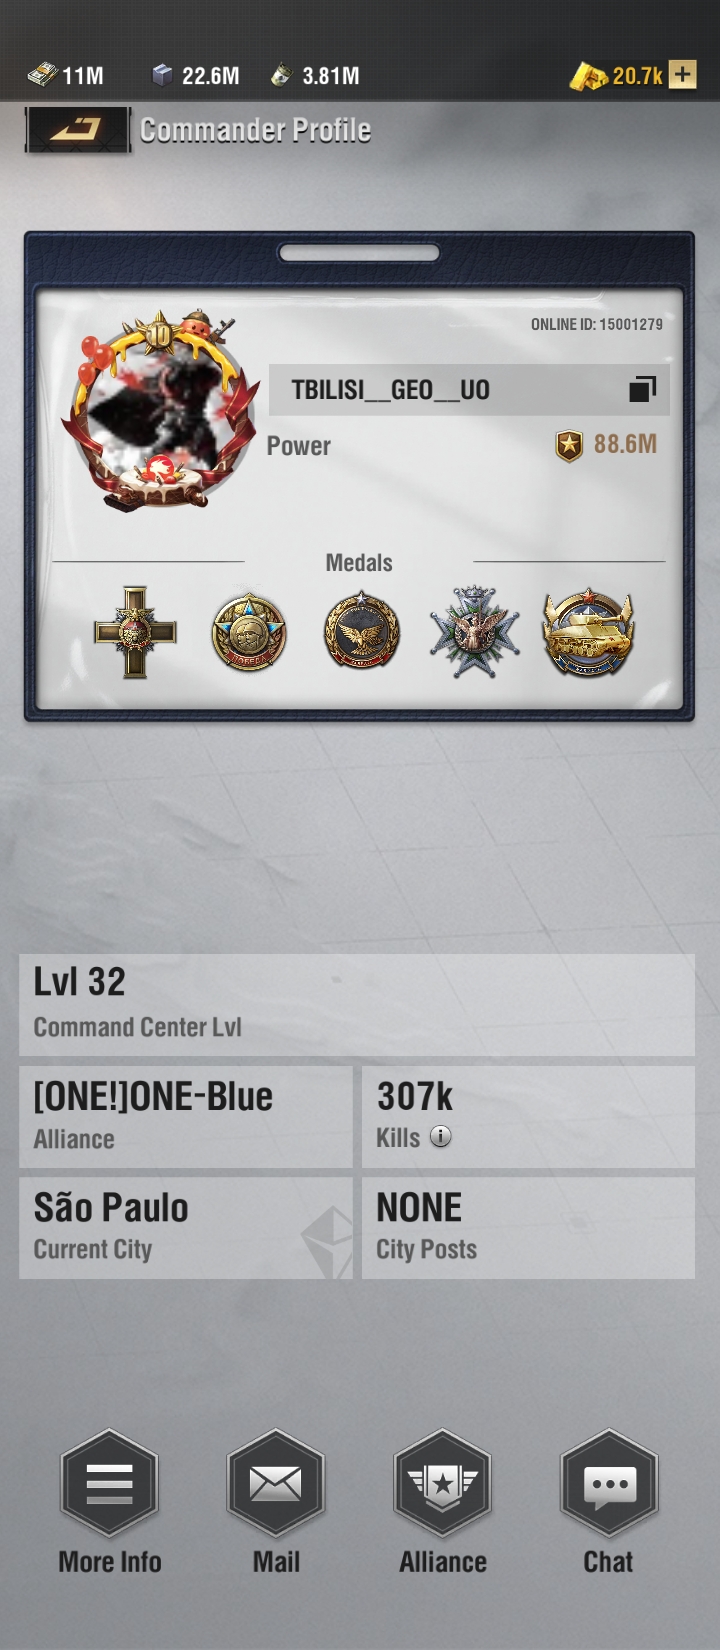 11M 22.6M 3.81M 20.7k
Commander Profile
10
ONLINE ID: 15001279
TBILISI__GEO__UO
Power 88.6M
Medals
Lvl 32
Command Center Lvl
[ONE!]ONE-Blue
Alliance
307k
Kills
São Paulo
Current City
NONE
City Posts
More Info
Mail
Alliance
Chat